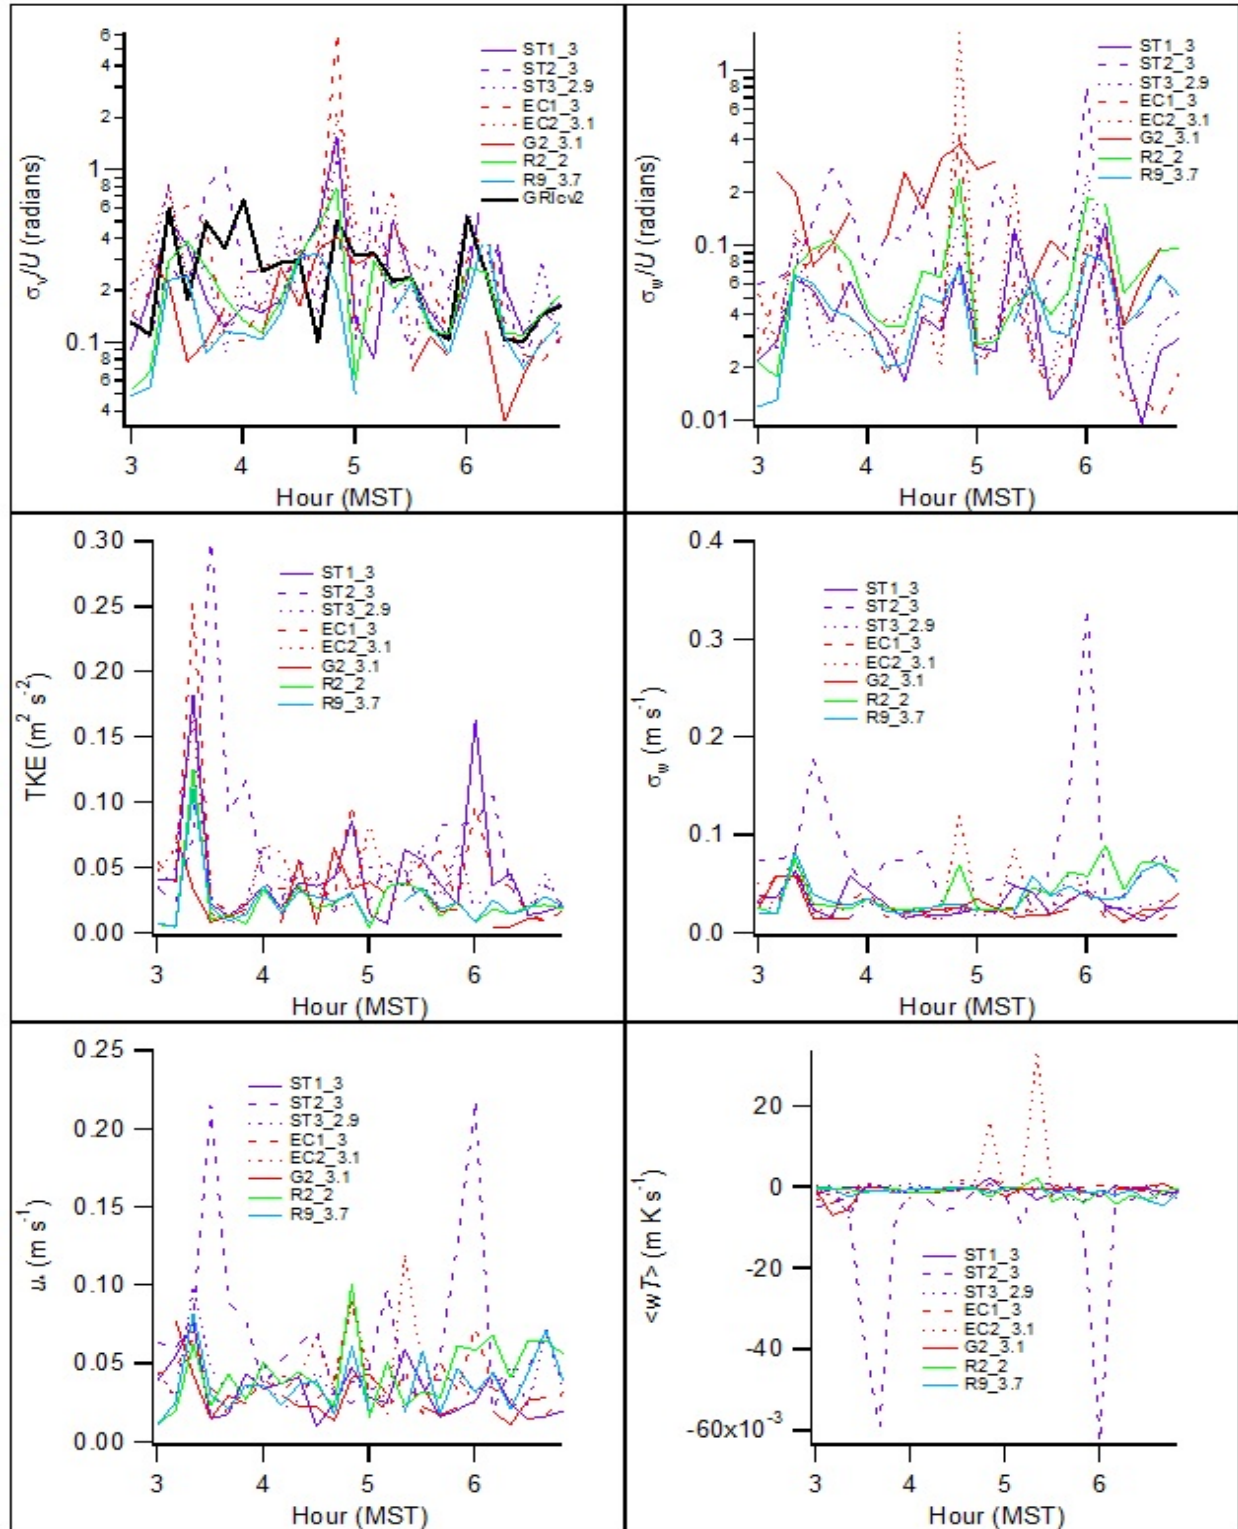 6
4
2
1
8
6
4
2
0.1
8
6
4
σv/U (radians)
3 4 5 6
Hour (MST)
ST1_3
ST2_3
ST3_2.9
EC1_3
EC2_3.1
G2_3.1
R2_2
R9_3.7
GRIcv2
1
8
6
4
2
0.1
8
6
4
2
0.01
σw/U (radians)
3 4 5 6
Hour (MST)
ST1_3
ST2_3
ST3_2.9
EC1_3
EC2_3.1
G2_3.1
R2_2
R9_3.7
0.30
0.25
0.20
0.15
0.10
0.05
0.00
TKE (m² s⁻²)
3 4 5 6
Hour (MST)
ST1_3
ST2_3
ST3_2.9
EC1_3
EC2_3.1
G2_3.1
R2_2
R9_3.7
0.4
0.3
0.2
0.1
0.0
σw (m s⁻¹)
3 4 5 6
Hour (MST)
ST1_3
ST2_3
ST3_2.9
EC1_3
EC2_3.1
G2_3.1
R2_2
R9_3.7
0.25
0.20
0.15
0.10
0.05
0.00
u* (m s⁻¹)
3 4 5 6
Hour (MST)
ST1_3
ST2_3
ST3_2.9
EC1_3
EC2_3.1
G2_3.1
R2_2
R9_3.7
20
0
-20
-40
-60x10⁻³
<wT> (m K s⁻¹)
3 4 5 6
Hour (MST)
ST1_3
ST2_3
ST3_2.9
EC1_3
EC2_3.1
G2_3.1
R2_2
R9_3.7